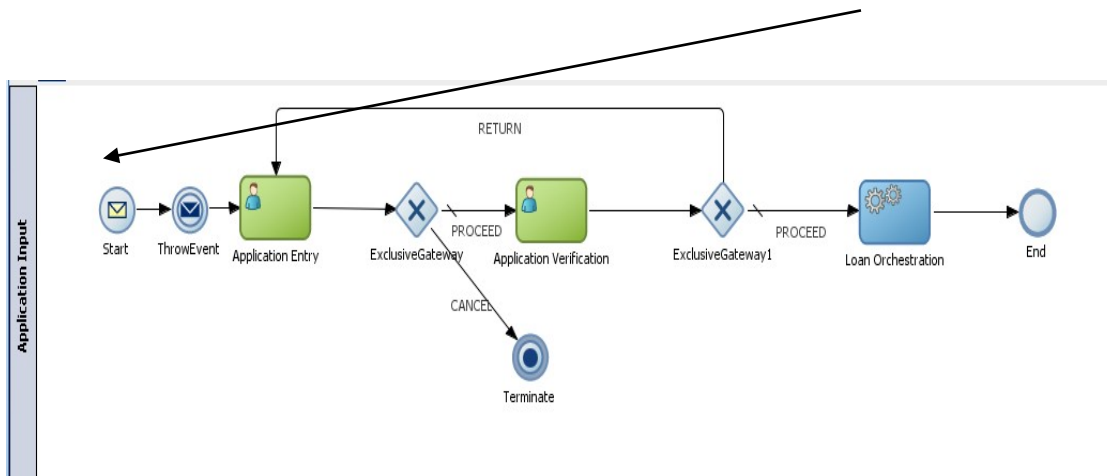 RETURN
PROCEED
PROCEED
Start
ThrowEvent
Application Entry
ExclusiveGateway
Application Verification
ExclusiveGateway1
Loan Orchestration
End
CANCEL
Terminate
Application Input